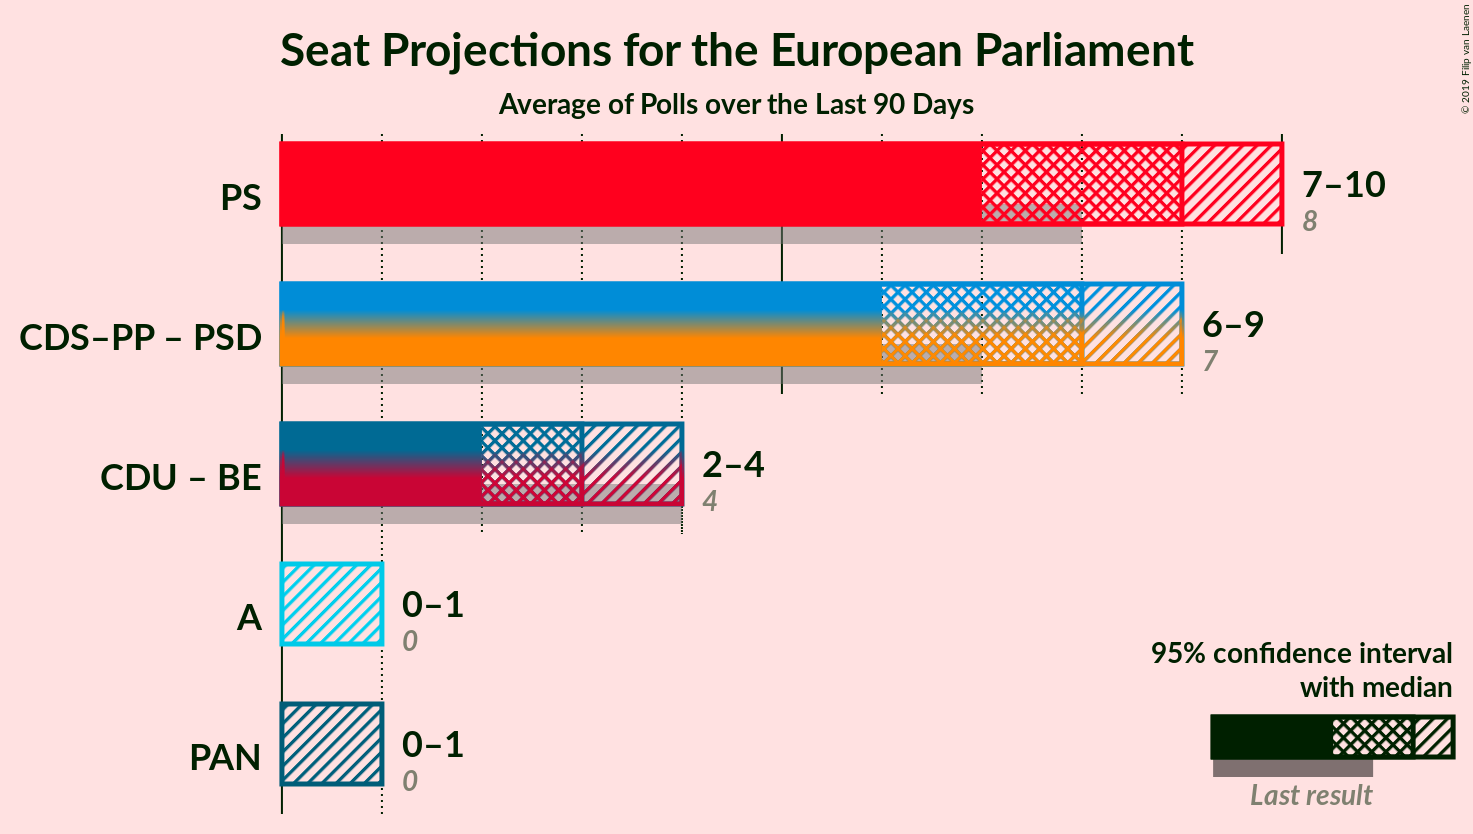 Seat Projections for the European Parliament
Average of Polls over the Last 90 Days
© 2019 Filip van Laenen
PS
7–10
8
CDS–PP – PSD
6–9
7
CDU – BE
2–4
4
A
0–1
0
PAN
0–1
0
95% confidence interval
with median
Last result